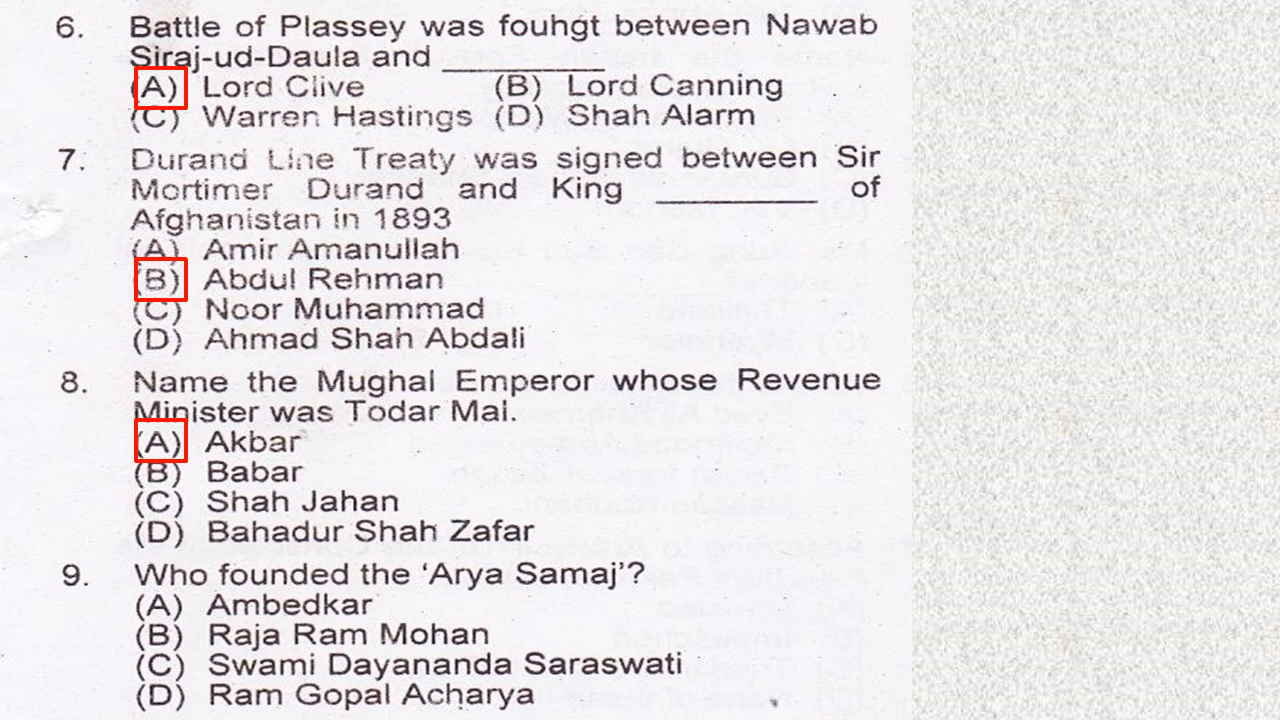 6. Battle of Plassey was fouhgt between Nawab
Siraj-ud-Daula and __________
(A) Lord Clive (B) Lord Canning
(C) Warren Hastings (D) Shah Alarm
7. Durand Line Treaty was signed between Sir
Mortimer Durand and King __________ of
Afghanistan in 1893
(A) Amir Amanullah
(B) Abdul Rehman
(C) Noor Muhammad
(D) Ahmad Shah Abdali
8. Name the Mughal Emperor whose Revenue
Minister was Todar Mal.
(A) Akbar
(B) Babar
(C) Shah Jahan
(D) Bahadur Shah Zafar
9. Who founded the ‘Arya Samaj’?
(A) Ambedkar
(B) Raja Ram Mohan
(C) Swami Dayananda Saraswati
(D) Ram Gopal Acharya